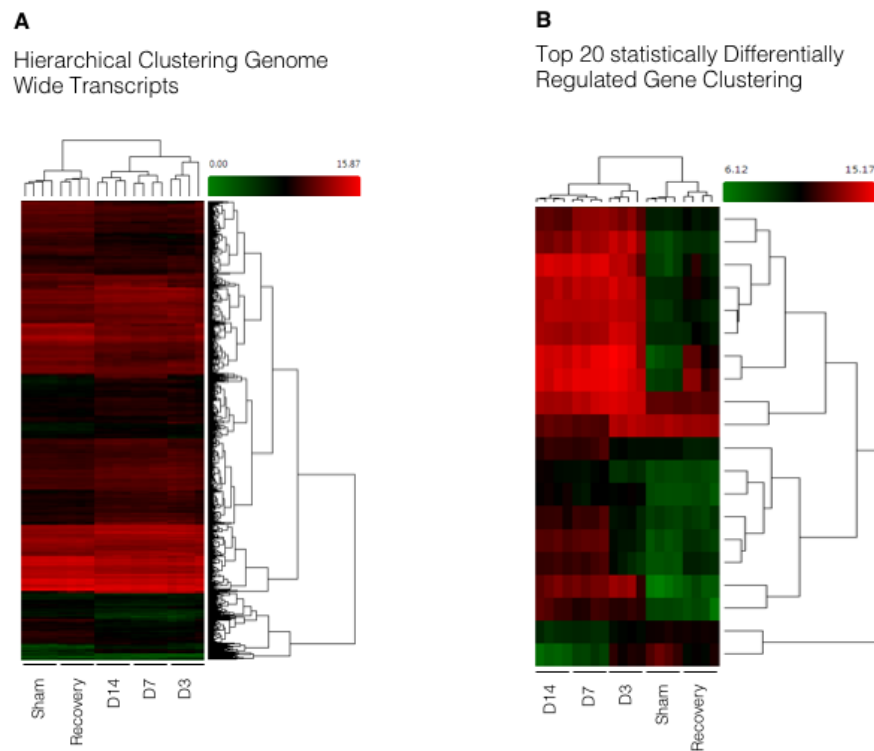 A
Hierarchical Clustering Genome
Wide Transcripts
0.00
15.87
Sham
Recovery
D14
D7
D3
B
Top 20 statistically Differentially
Regulated Gene Clustering
6.12
15.17
D14
D7
D3
Sham
Recovery